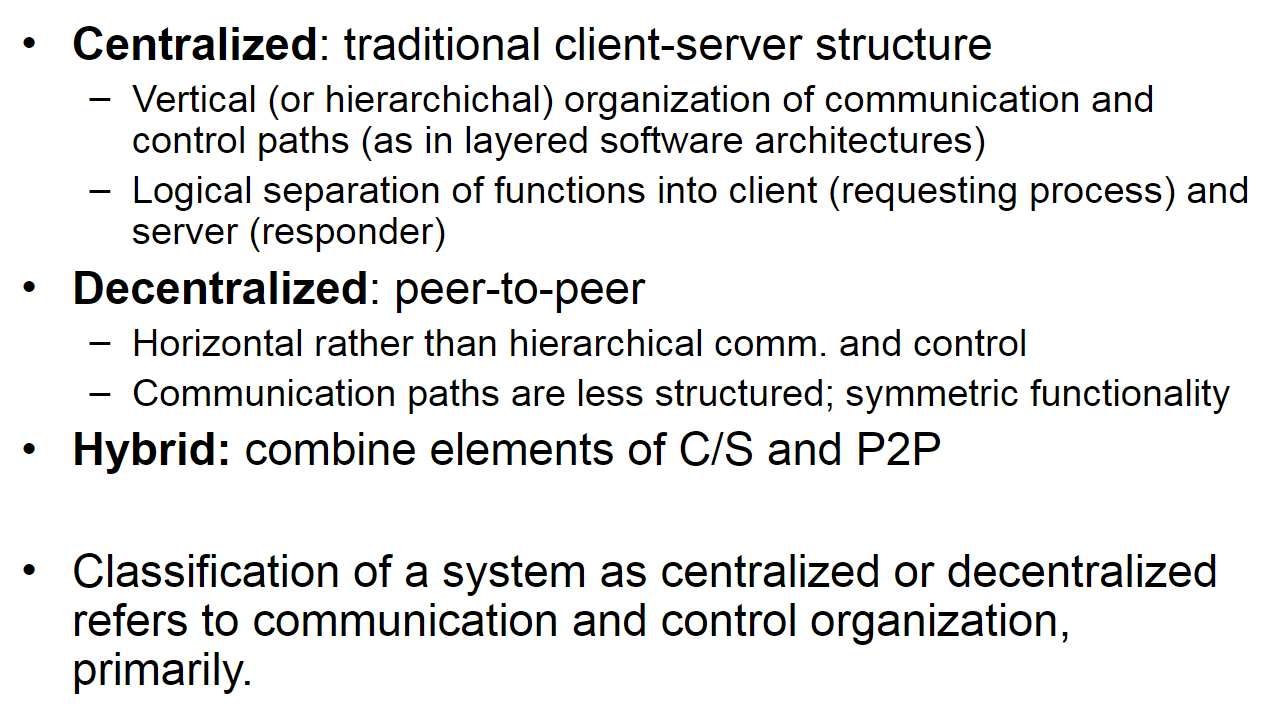 • Centralized: traditional client-server structure
– Vertical (or hierarchichal) organization of communication and
control paths (as in layered software architectures)
– Logical separation of functions into client (requesting process) and
server (responder)
• Decentralized: peer-to-peer
– Horizontal rather than hierarchical comm. and control
– Communication paths are less structured; symmetric functionality
• Hybrid: combine elements of C/S and P2P
• Classification of a system as centralized or decentralized
refers to communication and control organization,
primarily.